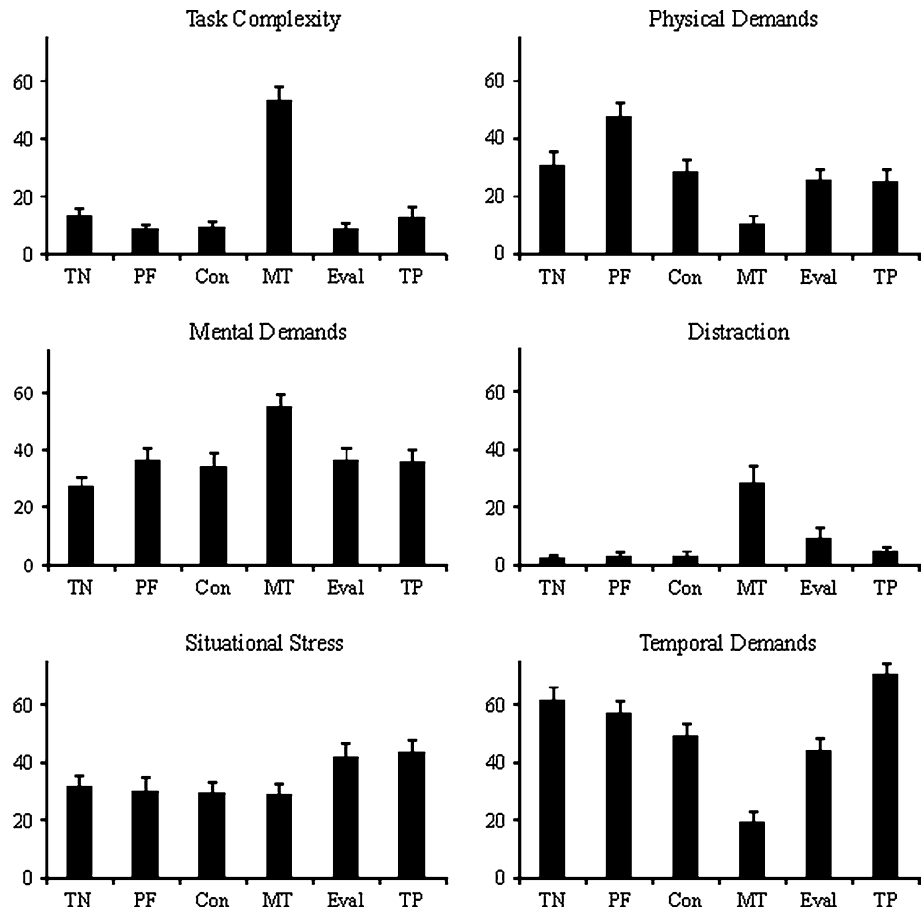 Task Complexity
60
40
20
0
TN PF Con MT Eval TP
Physical Demands
60
40
20
0
TN PF Con MT Eval TP
Mental Demands
60
40
20
0
TN PF Con MT Eval TP
Distraction
60
40
20
0
TN PF Con MT Eval TP
Situational Stress
60
40
20
0
TN PF Con MT Eval TP
Temporal Demands
60
40
20
0
TN PF Con MT Eval TP